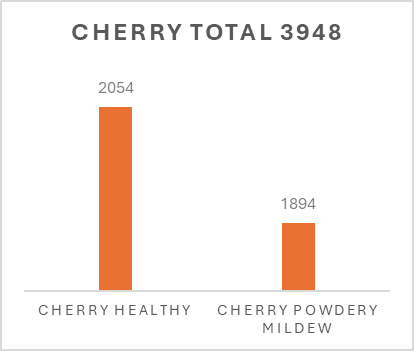 CHERRY TOTAL 3948
2054
1894
CHERRY HEALTHY
CHERRY POWDERY
MILDEW